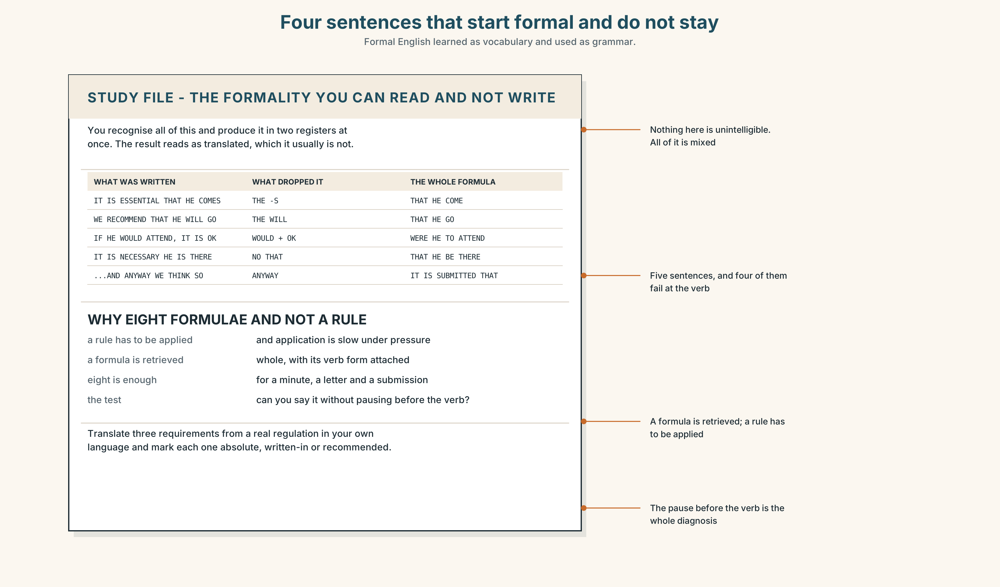 Four sentences that start formal and do not stay
Formal English learned as vocabulary and used as grammar.
STUDY FILE - THE FORMALITY YOU CAN READ AND NOT WRITE
You recognise all of this and produce it in two registers at
once. The result reads as translated, which it usually is not.
Nothing here is unintelligible.
All of it is mixed
WHAT WAS WRITTEN WHAT DROPPED IT THE WHOLE FORMULA
IT IS ESSENTIAL THAT HE COMES THE -S THAT HE COME
WE RECOMMEND THAT HE WILL GO THE WILL THAT HE GO
IF HE WOULD ATTEND, IT IS OK WOULD + OK WERE HE TO ATTEND
IT IS NECESSARY HE IS THERE NO THAT THAT HE BE THERE
...AND ANYWAY WE THINK SO ANYWAY IT IS SUBMITTED THAT
Five sentences, and four of them
fail at the verb
WHY EIGHT FORMULAE AND NOT A RULE
a rule has to be applied and application is slow under pressure
a formula is retrieved whole, with its verb form attached
eight is enough for a minute, a letter and a submission
the test can you say it without pausing before the verb?
A formula is retrieved; a rule has
to be applied
Translate three requirements from a real regulation in your own
language and mark each one absolute, written-in or recommended.
The pause before the verb is the
whole diagnosis